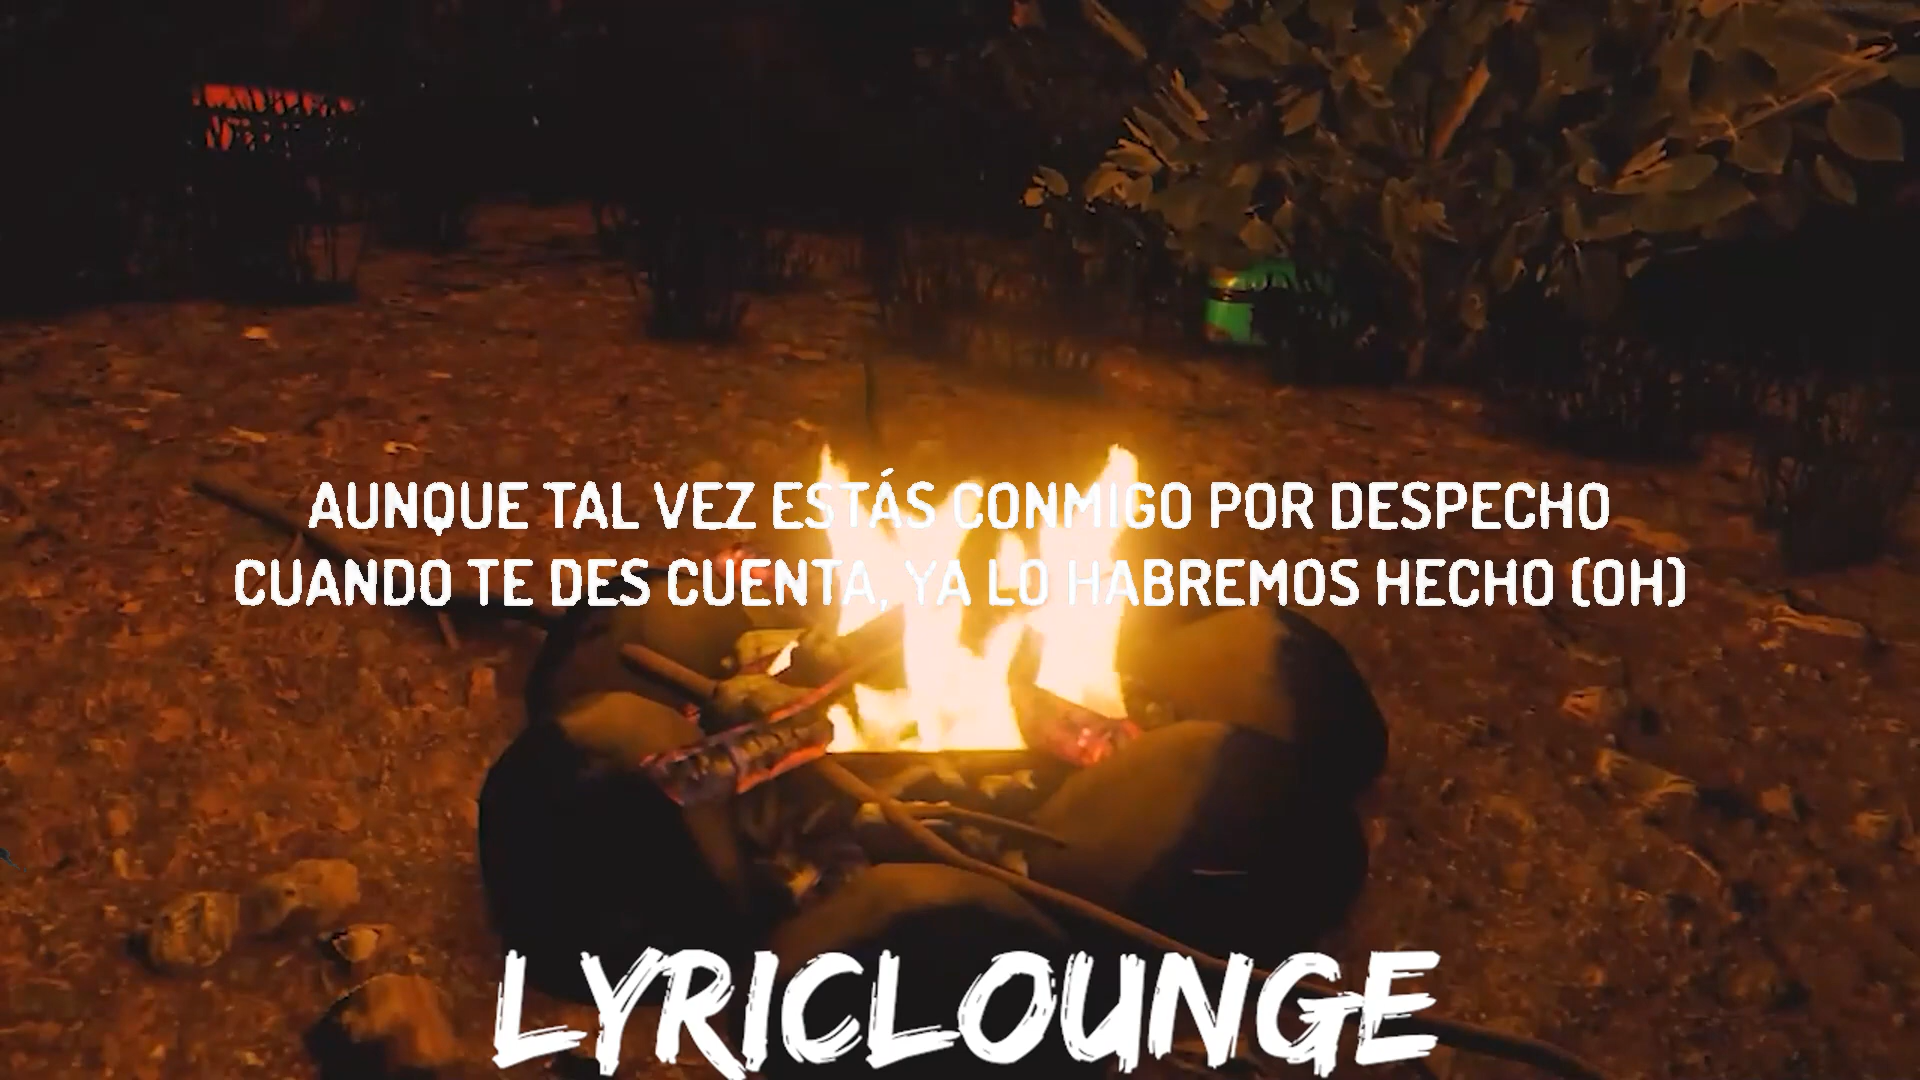 AUNQUE TAL VEZ ESTÁS CONMIGO POR DESPECHO
CUANDO TE DES CUENTA, YA LO HABREMOS HECHO (OH)
LYRICLOUNGE